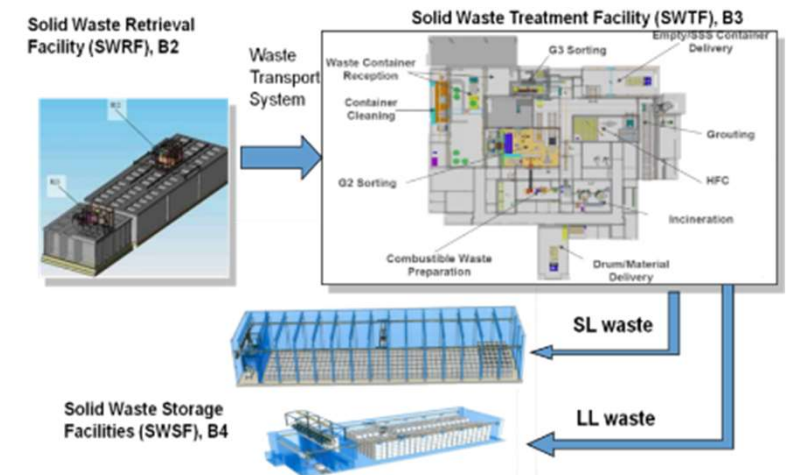 Solid Waste Retrieval
Facility (SWRF), B2
Waste
Transport
System
Solid Waste Treatment Facility (SWTF), B3
Empty/SSS Container
Delivery
G3 Sorting
Waste Container
Reception
Container
Cleaning
G2 Sorting
Grouting
HFC
Incineration
Combustible Waste
Preparation
Drum/Material
Delivery
SL waste
LL waste
Solid Waste Storage
Facilities (SWSF), B4